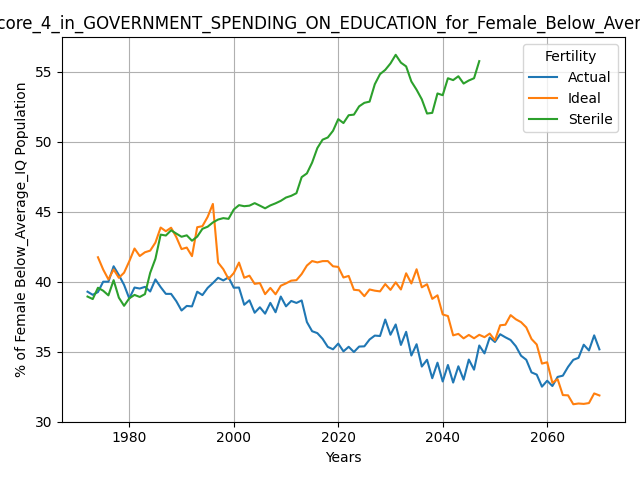 core_4_in_GOVERNMENT_SPENDING_ON_EDUCATION_for_Female_Below_Aver
Fertility
Actual
Ideal
Sterile
% of Female Below_Average_IQ Population
55
50
45
40
35
30
1980
2000
2020
2040
2060
Years